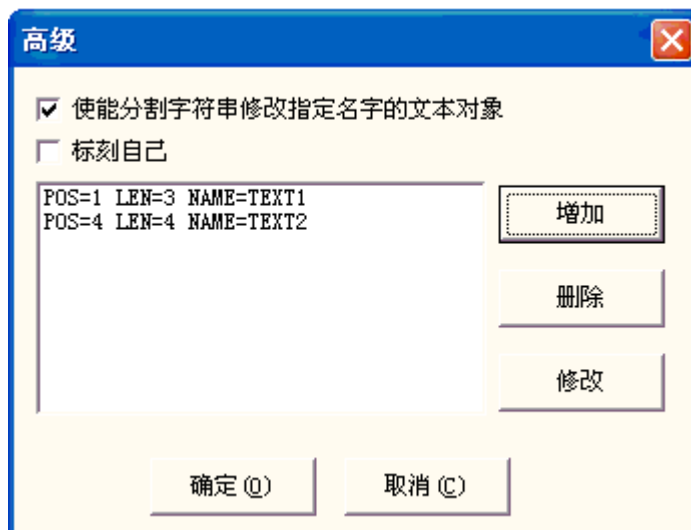 高级
使能分割字符串修改指定名字的文本对象
标刻自己
POS=1 LEN=3 NAME=TEXT1
POS=4 LEN=4 NAME=TEXT2
增加
删除
修改
确定(O)
取消(C)